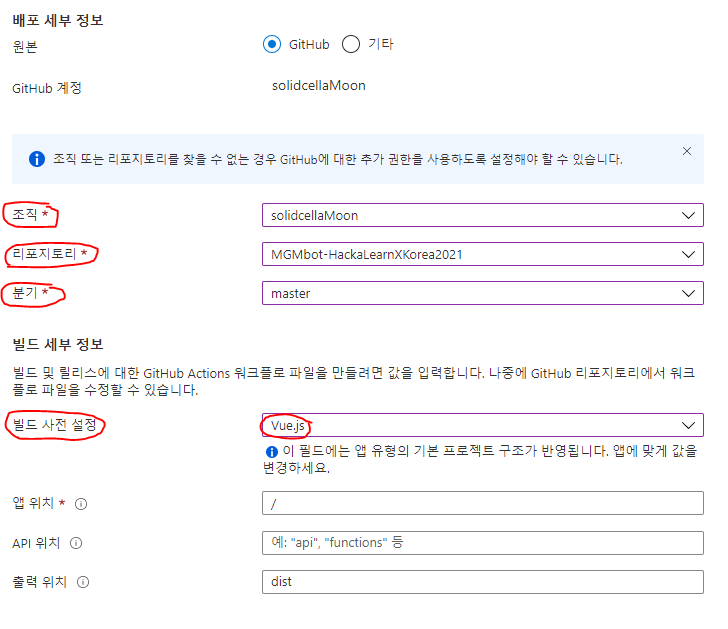 배포 세부 정보
원본 GitHub 기타
GitHub 계정 solidcellaMoon
조직 또는 리포지토리를 찾을 수 없는 경우 GitHub에 대한 추가 권한을 사용하도록 설정해야 할 수 있습니다.
조직 * solidcellaMoon
리포지토리 * MGMbot-HackaLearnXKorea2021
분기 * master
빌드 세부 정보
빌드 및 릴리스에 대한 GitHub Actions 워크플로 파일을 만들려면 값을 입력합니다. 나중에 GitHub 리포지토리에서 워크
플로 파일을 수정할 수 있습니다.
빌드 사전 설정 Vue.js
이 필드에는 앱 유형의 기본 프로젝트 구조가 반영됩니다. 앱에 맞게 값을
변경하세요.
앱 위치 * /
API 위치 예: "api", "functions" 등
출력 위치 dist